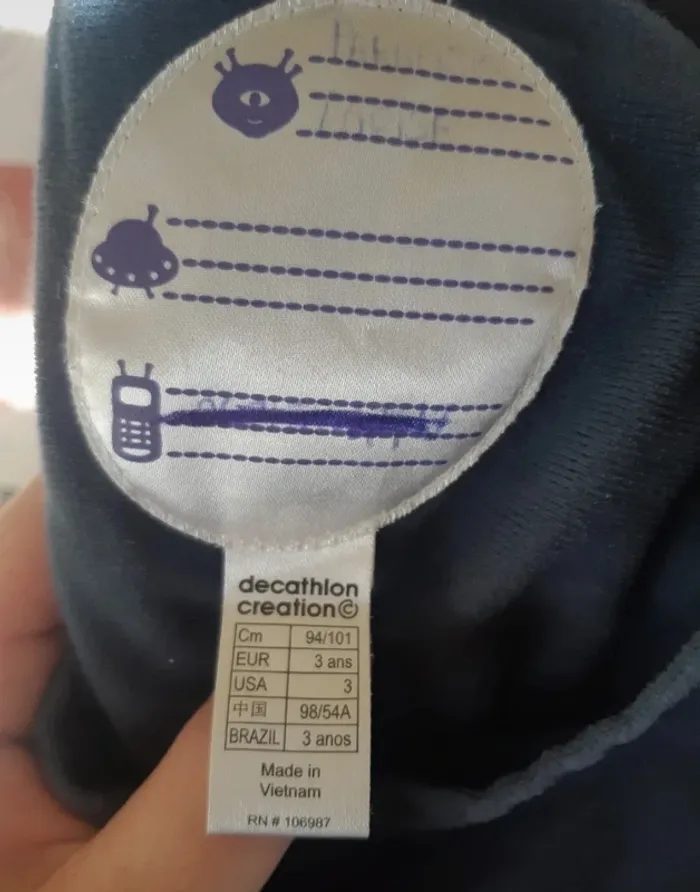 decathlon
creation©
Cm 94/101
EUR 3 ans
USA 3
中国 98/54A
BRAZIL 3 anos
Made in
Vietnam
RN # 106987